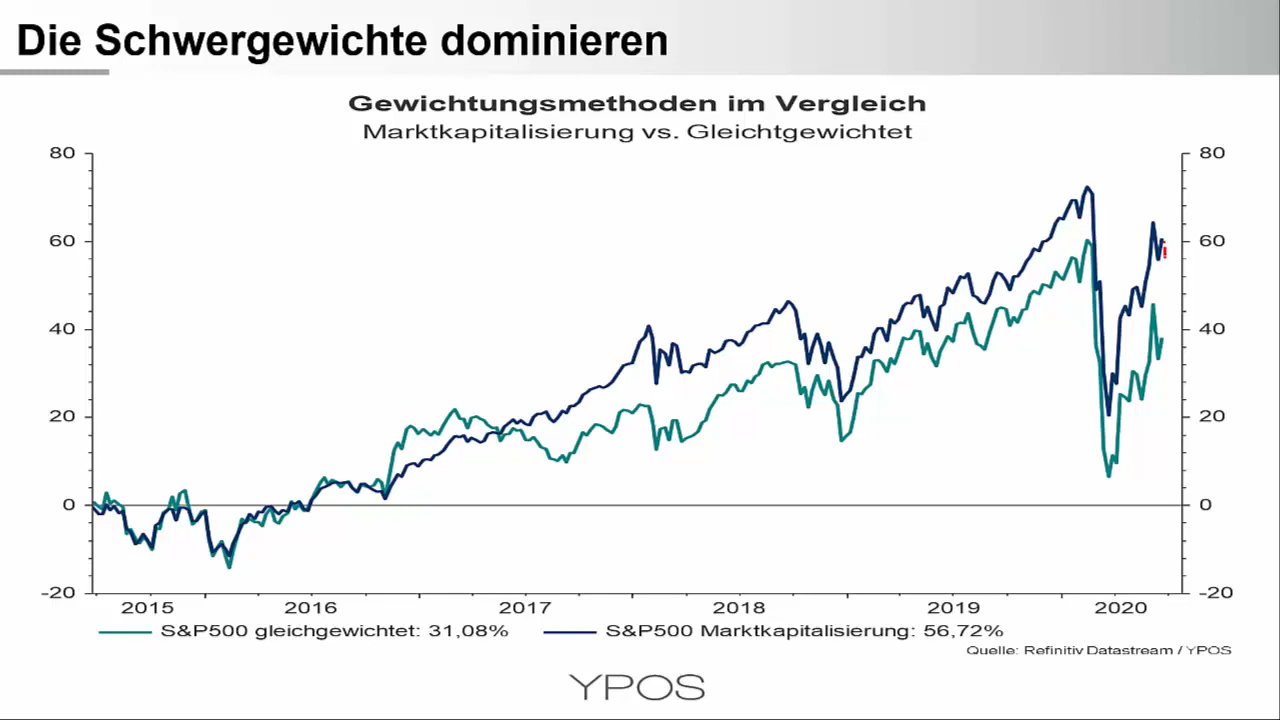 Die Schwergewichte dominieren
Gewichtungsmethoden im Vergleich
Marktkapitalisierung vs. Gleichtgewichtet
80 80
60 60
40 40
20 20
0 0
-20 -20
2015 2016 2017 2018 2019 2020
S&P500 gleichgewichtet: 31,08% S&P500 Marktkapitalisierung: 56,72%
Quelle: Refinitiv Datastream / YPOS
YPOS